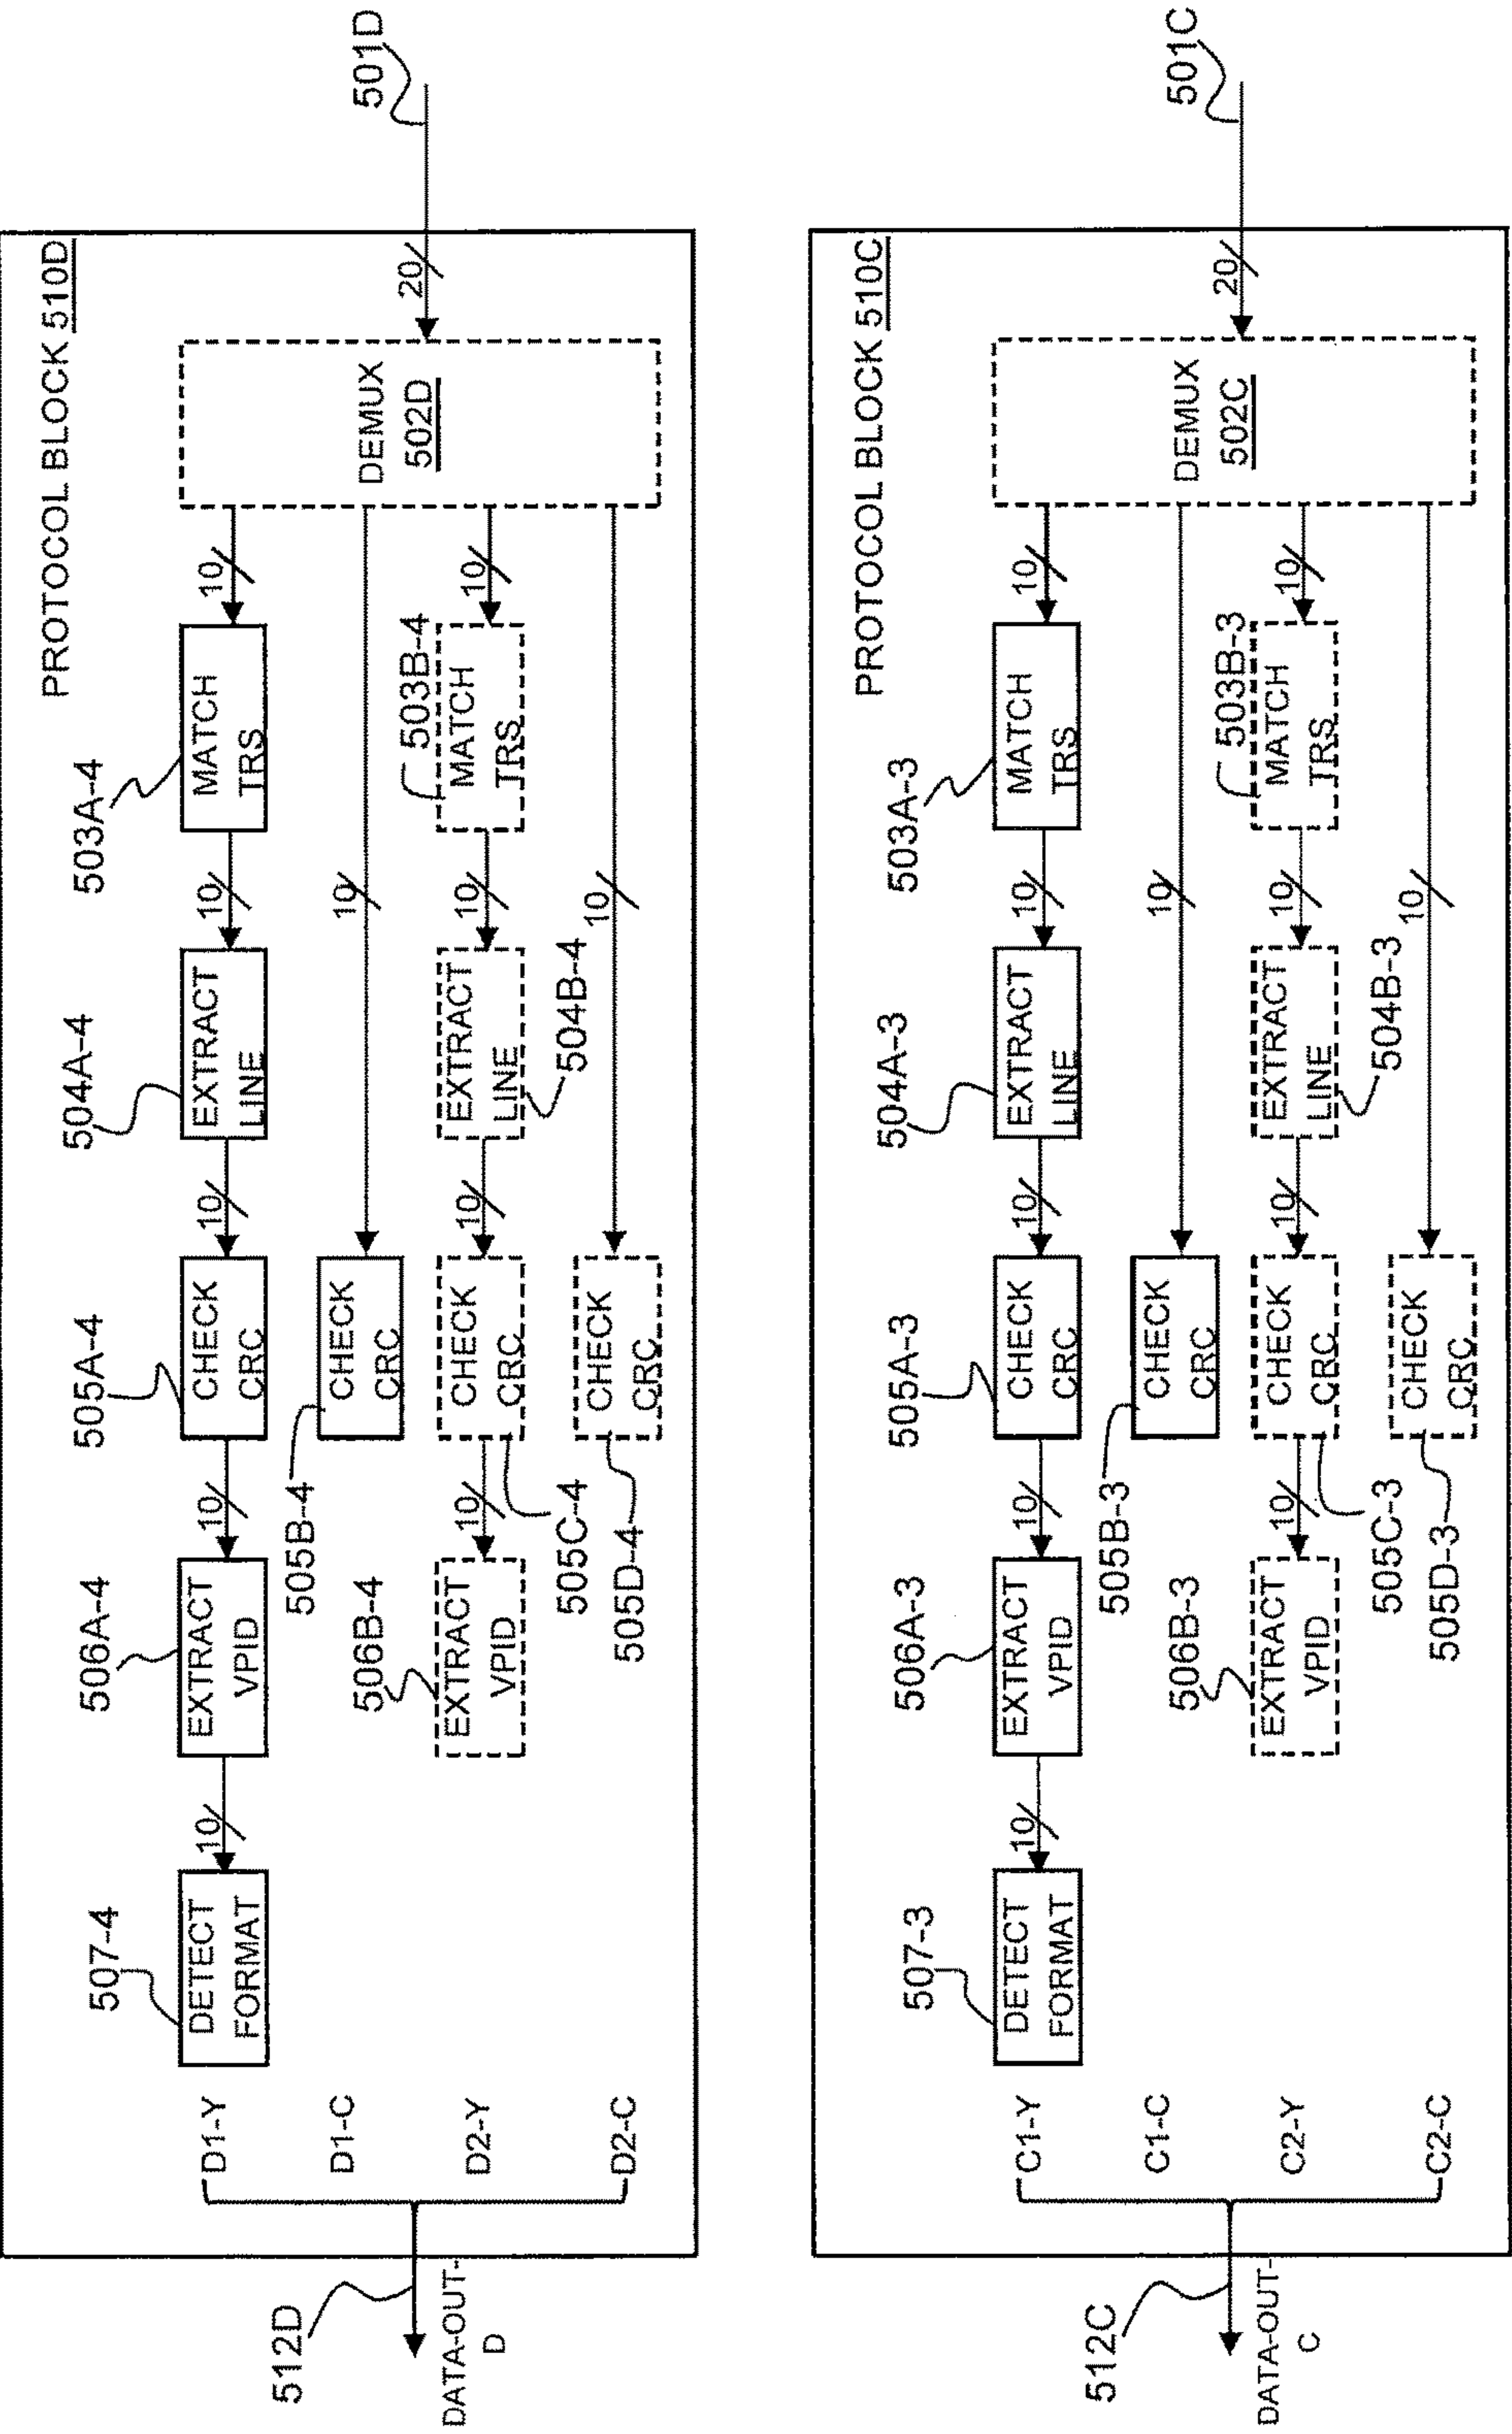 PROTOCOL BLOCK 510D
501D
20
DEMUX
502D
10
10
503A-4
MATCH
TRS
503B-4
MATCH
TRS
10
10
10
10
504A-4
EXTRACT
LINE
EXTRACT
LINE
504B-4
10
10
505A-4
CHECK
CRC
CHECK
CRC
505B-4
CHECK
CRC
505C-4
CHECK
CRC
505D-4
10
10
506A-4
EXTRACT
VPID
506B-4
EXTRACT
VPID
10
507-4
DETECT
FORMAT
D1-Y
D1-C
D2-Y
D2-C
512D
DATA-OUT-
D
PROTOCOL BLOCK 510C
501C
20
DEMUX
502C
10
10
503A-3
MATCH
TRS
503B-3
MATCH
TRS
10
10
10
10
504A-3
EXTRACT
LINE
EXTRACT
LINE
504B-3
10
10
505A-3
CHECK
CRC
CHECK
CRC
505B-3
CHECK
CRC
505C-3
CHECK
CRC
505D-3
10
10
506A-3
EXTRACT
VPID
506B-3
EXTRACT
VPID
10
507-3
DETECT
FORMAT
C1-Y
C1-C
C2-Y
C2-C
512C
DATA-OUT-
C